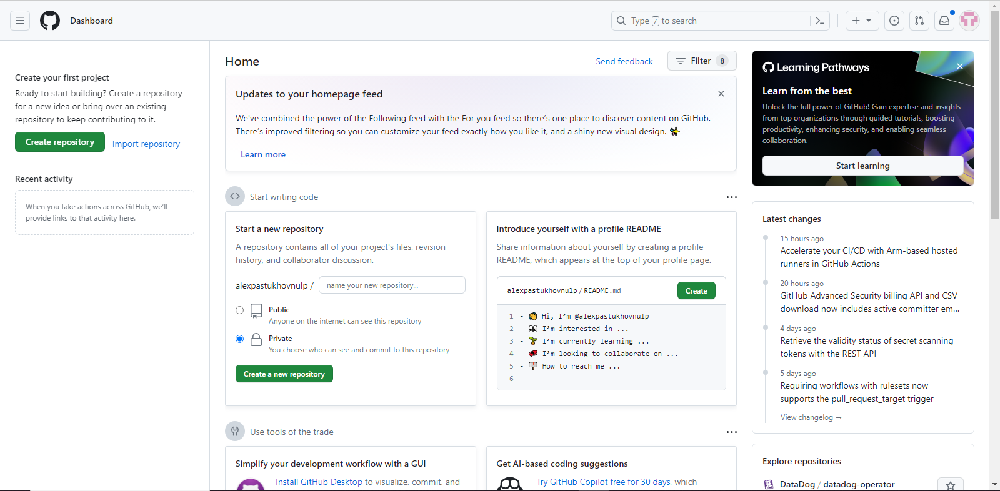 Dashboard
Type / to search
Create your first project
Ready to start building? Create a repository
for a new idea or bring over an existing
repository to keep contributing to it.
Create repository
Import repository
Recent activity
When you take actions across GitHub, we'll
provide links to that activity here.
Home
Send feedback
Filter 8
Updates to your homepage feed
We've combined the power of the Following feed with the For you feed so there's one place to discover content on GitHub.
There's improved filtering so you can customize your feed exactly how you like it, and a shiny new visual design. ✨
Learn more
Start writing code
Start a new repository
A repository contains all of your project's files, revision
history, and collaborator discussion.
alexpastukhovnulp /
name your new repository...
Public
Anyone on the internet can see this repository
Private
You choose who can see and commit to this repository
Create a new repository
Introduce yourself with a profile README
Share information about yourself by creating a profile
README, which appears at the top of your profile page.
alexpastukhovnulp / README.md
Create
1 - 👋 Hi, I'm @alexpastukhovnulp
2 - 👀 I'm interested in ...
3 - 🌱 I'm currently learning ...
4 - 💞️ I'm looking to collaborate on ...
5 - 📫 How to reach me ...
6
Use tools of the trade
Simplify your development workflow with a GUI
Install GitHub Desktop to visualize, commit, and
Get AI-based coding suggestions
Try GitHub Copilot free for 30 days, which
Learning Pathways
Learn from the best
Unlock the full power of GitHub! Gain expertise and insights
from top organizations through guided tutorials, boosting
productivity, enhancing security, and enabling seamless
collaboration.
Start learning
Latest changes
15 hours ago
Accelerate your CI/CD with Arm-based hosted
runners in GitHub Actions
20 hours ago
GitHub Advanced Security billing API and CSV
download now includes active committer em...
4 days ago
Retrieve the validity status of secret scanning
tokens with the REST API
5 days ago
Requiring workflows with rulesets now
supports the pull_request_target trigger
View changelog →
Explore repositories
DataDog / datadog-operator